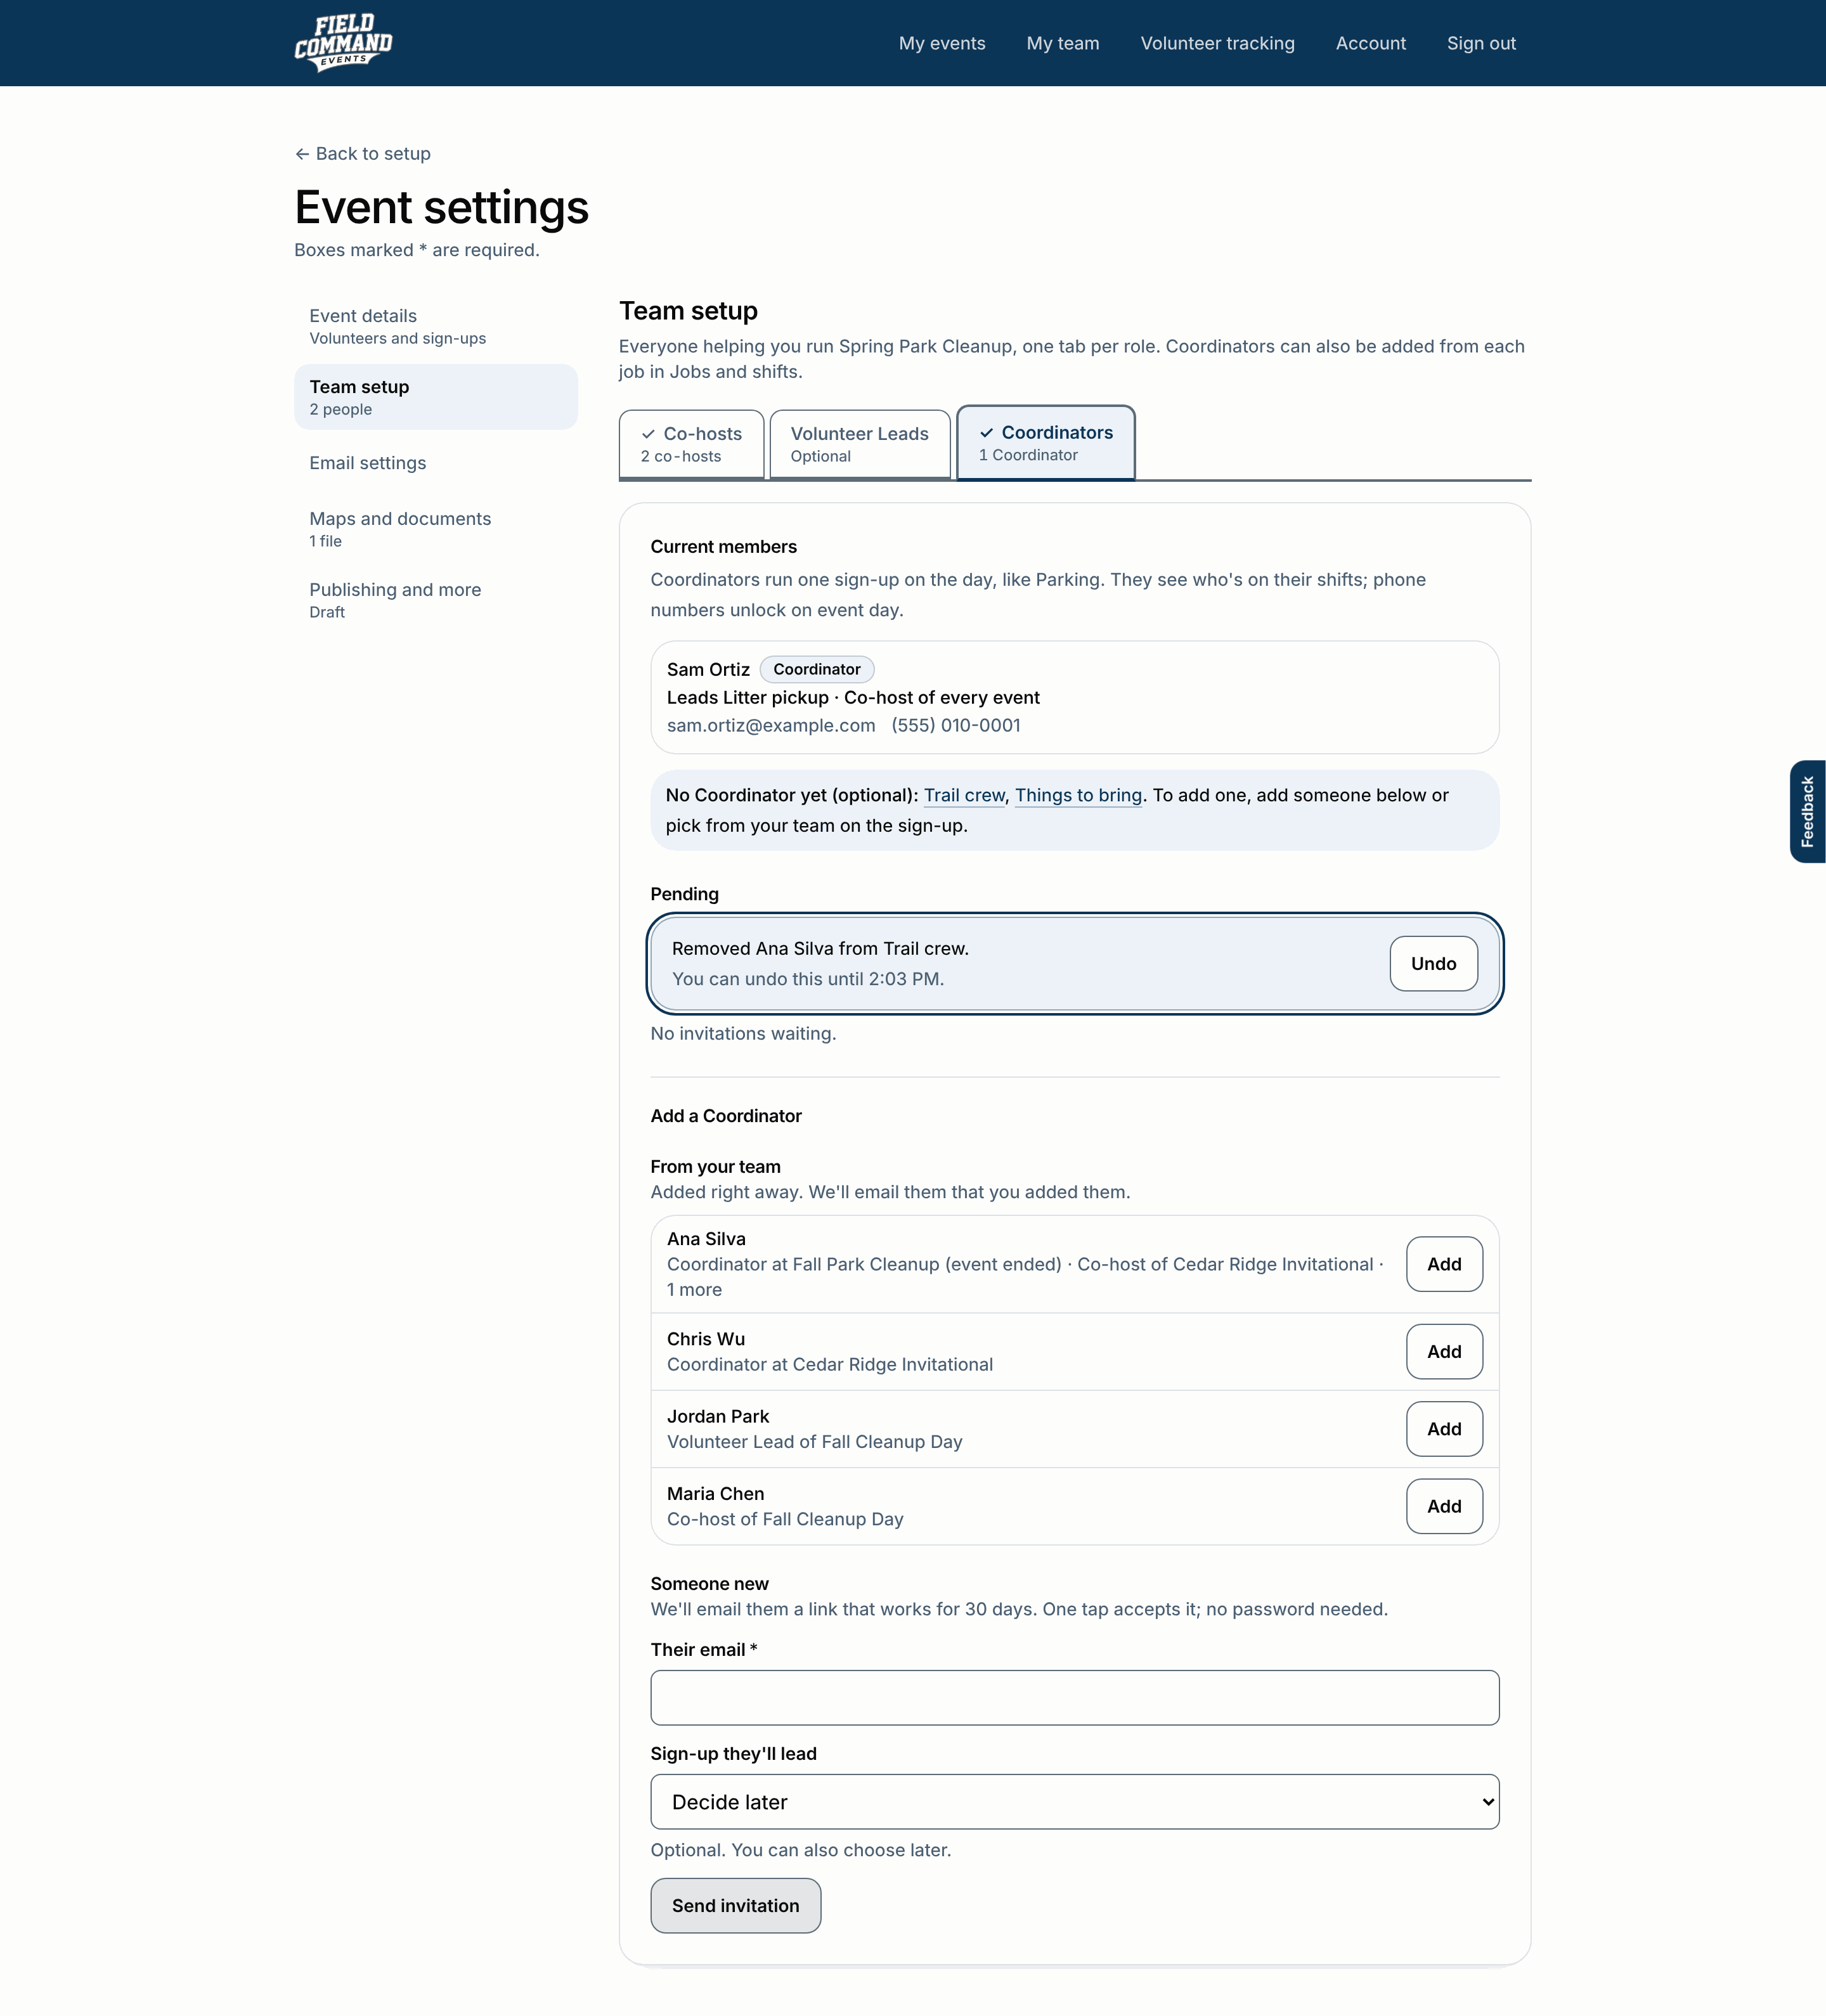 FIELD
COMMAND
EVENTS
My events
My team
Volunteer tracking
Account
Sign out
← Back to setup
Event settings
Boxes marked * are required.
Event details
Volunteers and sign-ups
Team setup
2 people
Email settings
Maps and documents
1 file
Publishing and more
Draft
Team setup
Everyone helping you run Spring Park Cleanup, one tab per role. Coordinators can also be added from each
job in Jobs and shifts.
✓ Co-hosts
2 co-hosts
Volunteer Leads
Optional
✓ Coordinators
1 Coordinator
Current members
Coordinators run one sign-up on the day, like Parking. They see who's on their shifts; phone
numbers unlock on event day.
Sam Ortiz Coordinator
Leads Litter pickup · Co-host of every event
sam.ortiz@example.com (555) 010-0001
No Coordinator yet (optional): Trail crew, Things to bring. To add one, add someone below or
pick from your team on the sign-up.
Feedback
Pending
Removed Ana Silva from Trail crew.
You can undo this until 2:03 PM.
Undo
No invitations waiting.
Add a Coordinator
From your team
Added right away. We'll email them that you added them.
Ana Silva
Coordinator at Fall Park Cleanup (event ended) · Co-host of Cedar Ridge Invitational ·
1 more
Add
Chris Wu
Coordinator at Cedar Ridge Invitational
Add
Jordan Park
Volunteer Lead of Fall Cleanup Day
Add
Maria Chen
Co-host of Fall Cleanup Day
Add
Someone new
We'll email them a link that works for 30 days. One tap accepts it; no password needed.
Their email *
Sign-up they'll lead
Decide later
Optional. You can also choose later.
Send invitation